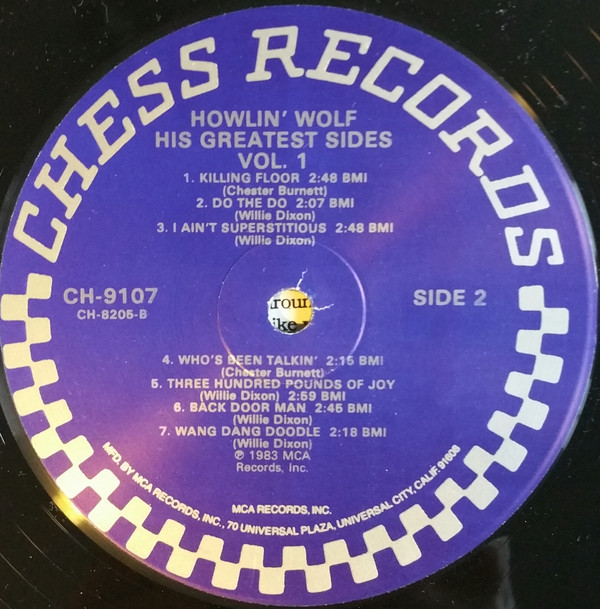 CHESS RECORDS
HOWLIN' WOLF
HIS GREATEST SIDES
VOL. 1
1. KILLING FLOOR 2:48 BMI
(Chester Burnett)
2. DO THE DO 2:07 BMI
(Willie Dixon)
3. I AIN'T SUPERSTITIOUS 2:48 BMI
(Willie Dixon)
CH-9107
CH-8205-B
SIDE 2
4. WHO'S BEEN TALKIN' 2:15 BMI
(Chester Burnett)
5. THREE HUNDRED POUNDS OF JOY
(Willie Dixon) 2:59 BMI
6. BACK DOOR MAN 2:45 BMI
(Willie Dixon)
7. WANG DANG DOODLE 2:18 BMI
(Willie Dixon)
℗ 1983 MCA
Records, Inc.
MCA RECORDS, INC.
MFD. BY MCA RECORDS, INC., 70 UNIVERSAL PLAZA, UNIVERSAL CITY, CALIF. 91608